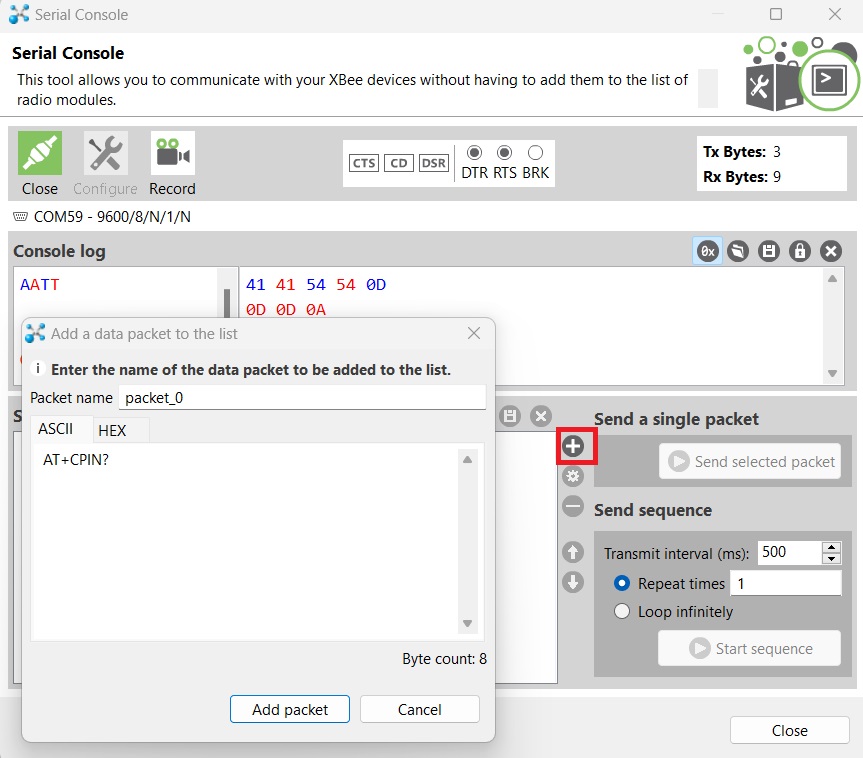 Serial Console
Serial Console
This tool allows you to communicate with your XBee devices without having to add them to the list of
radio modules.
Close
Configure
Record
CTS
CD
DSR
DTR RTS BRK
Tx Bytes: 3
Rx Bytes: 9
COM59 - 9600/8/N/1/N
Console log
0x
AATT
41 41 54 54 0D
0D 0D 0A
Add a data packet to the list
Enter the name of the data packet to be added to the list.
Packet name packet_0
ASCII
HEX
AT+CPIN?
Byte count: 8
Add packet
Cancel
Send a single packet
Send selected packet
Send sequence
Transmit interval (ms): 500
Repeat times 1
Loop infinitely
Start sequence
Close